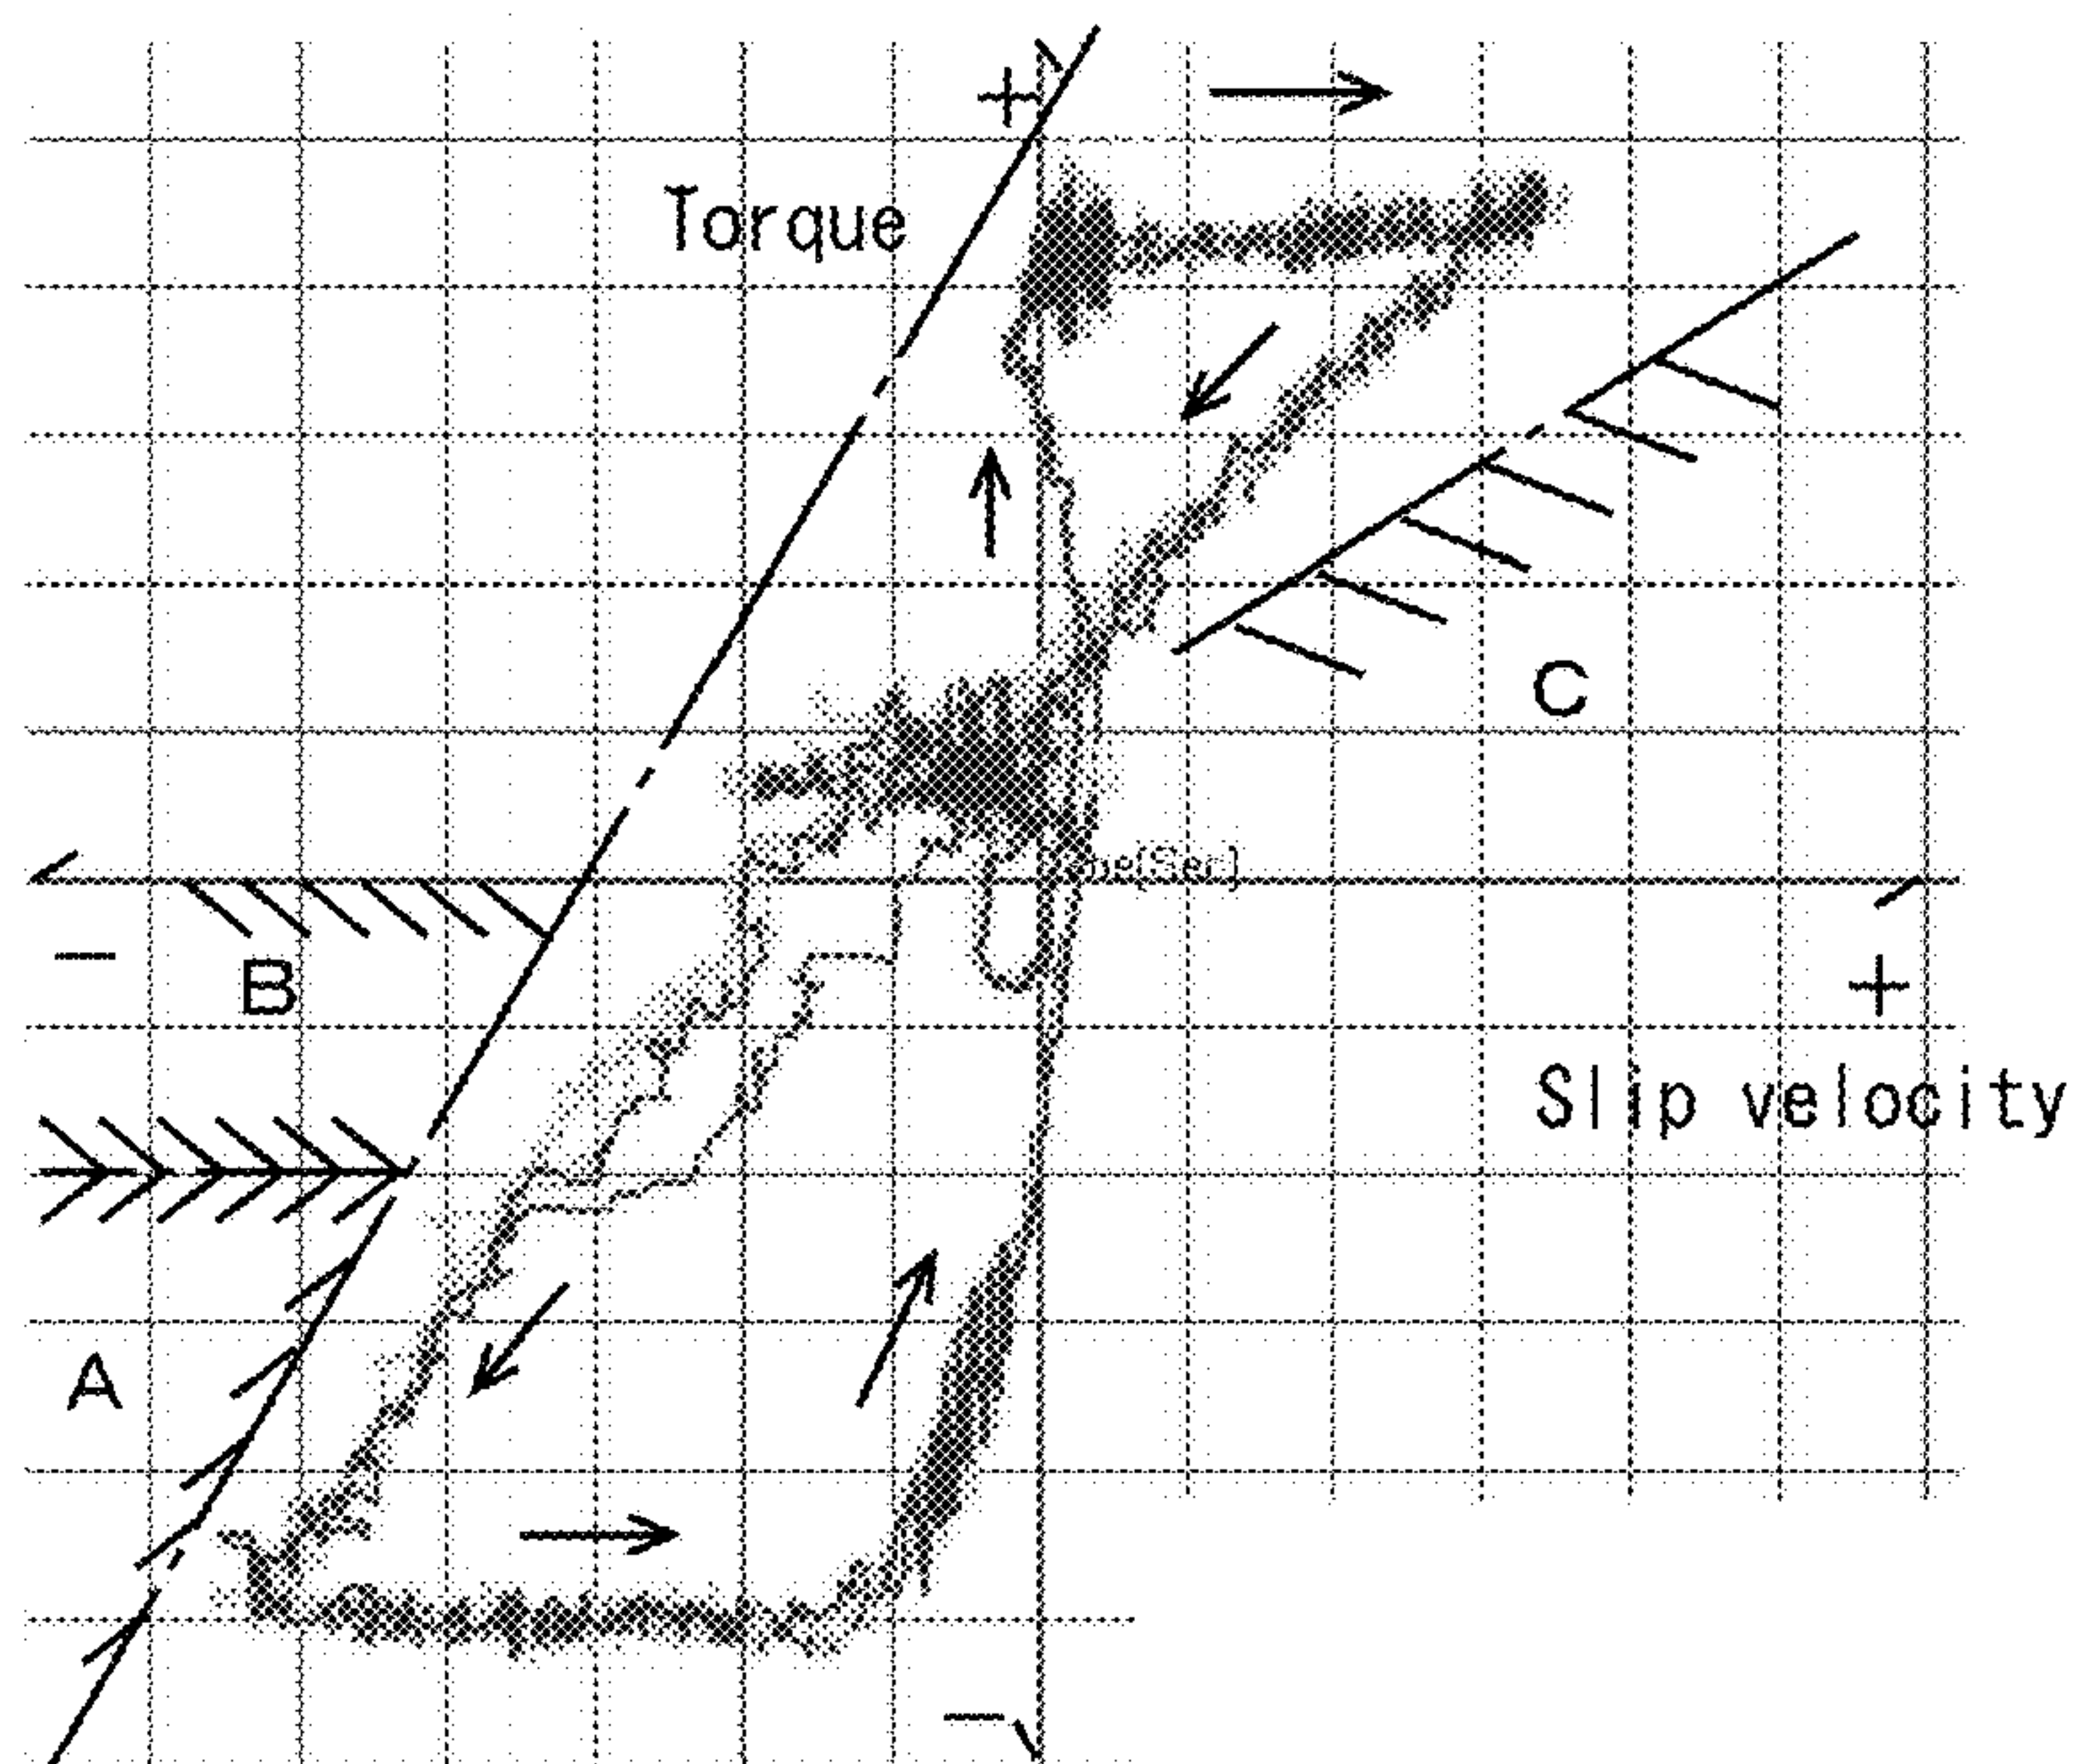 +
Torque
C
−
B
+
Slip velocity
A
−